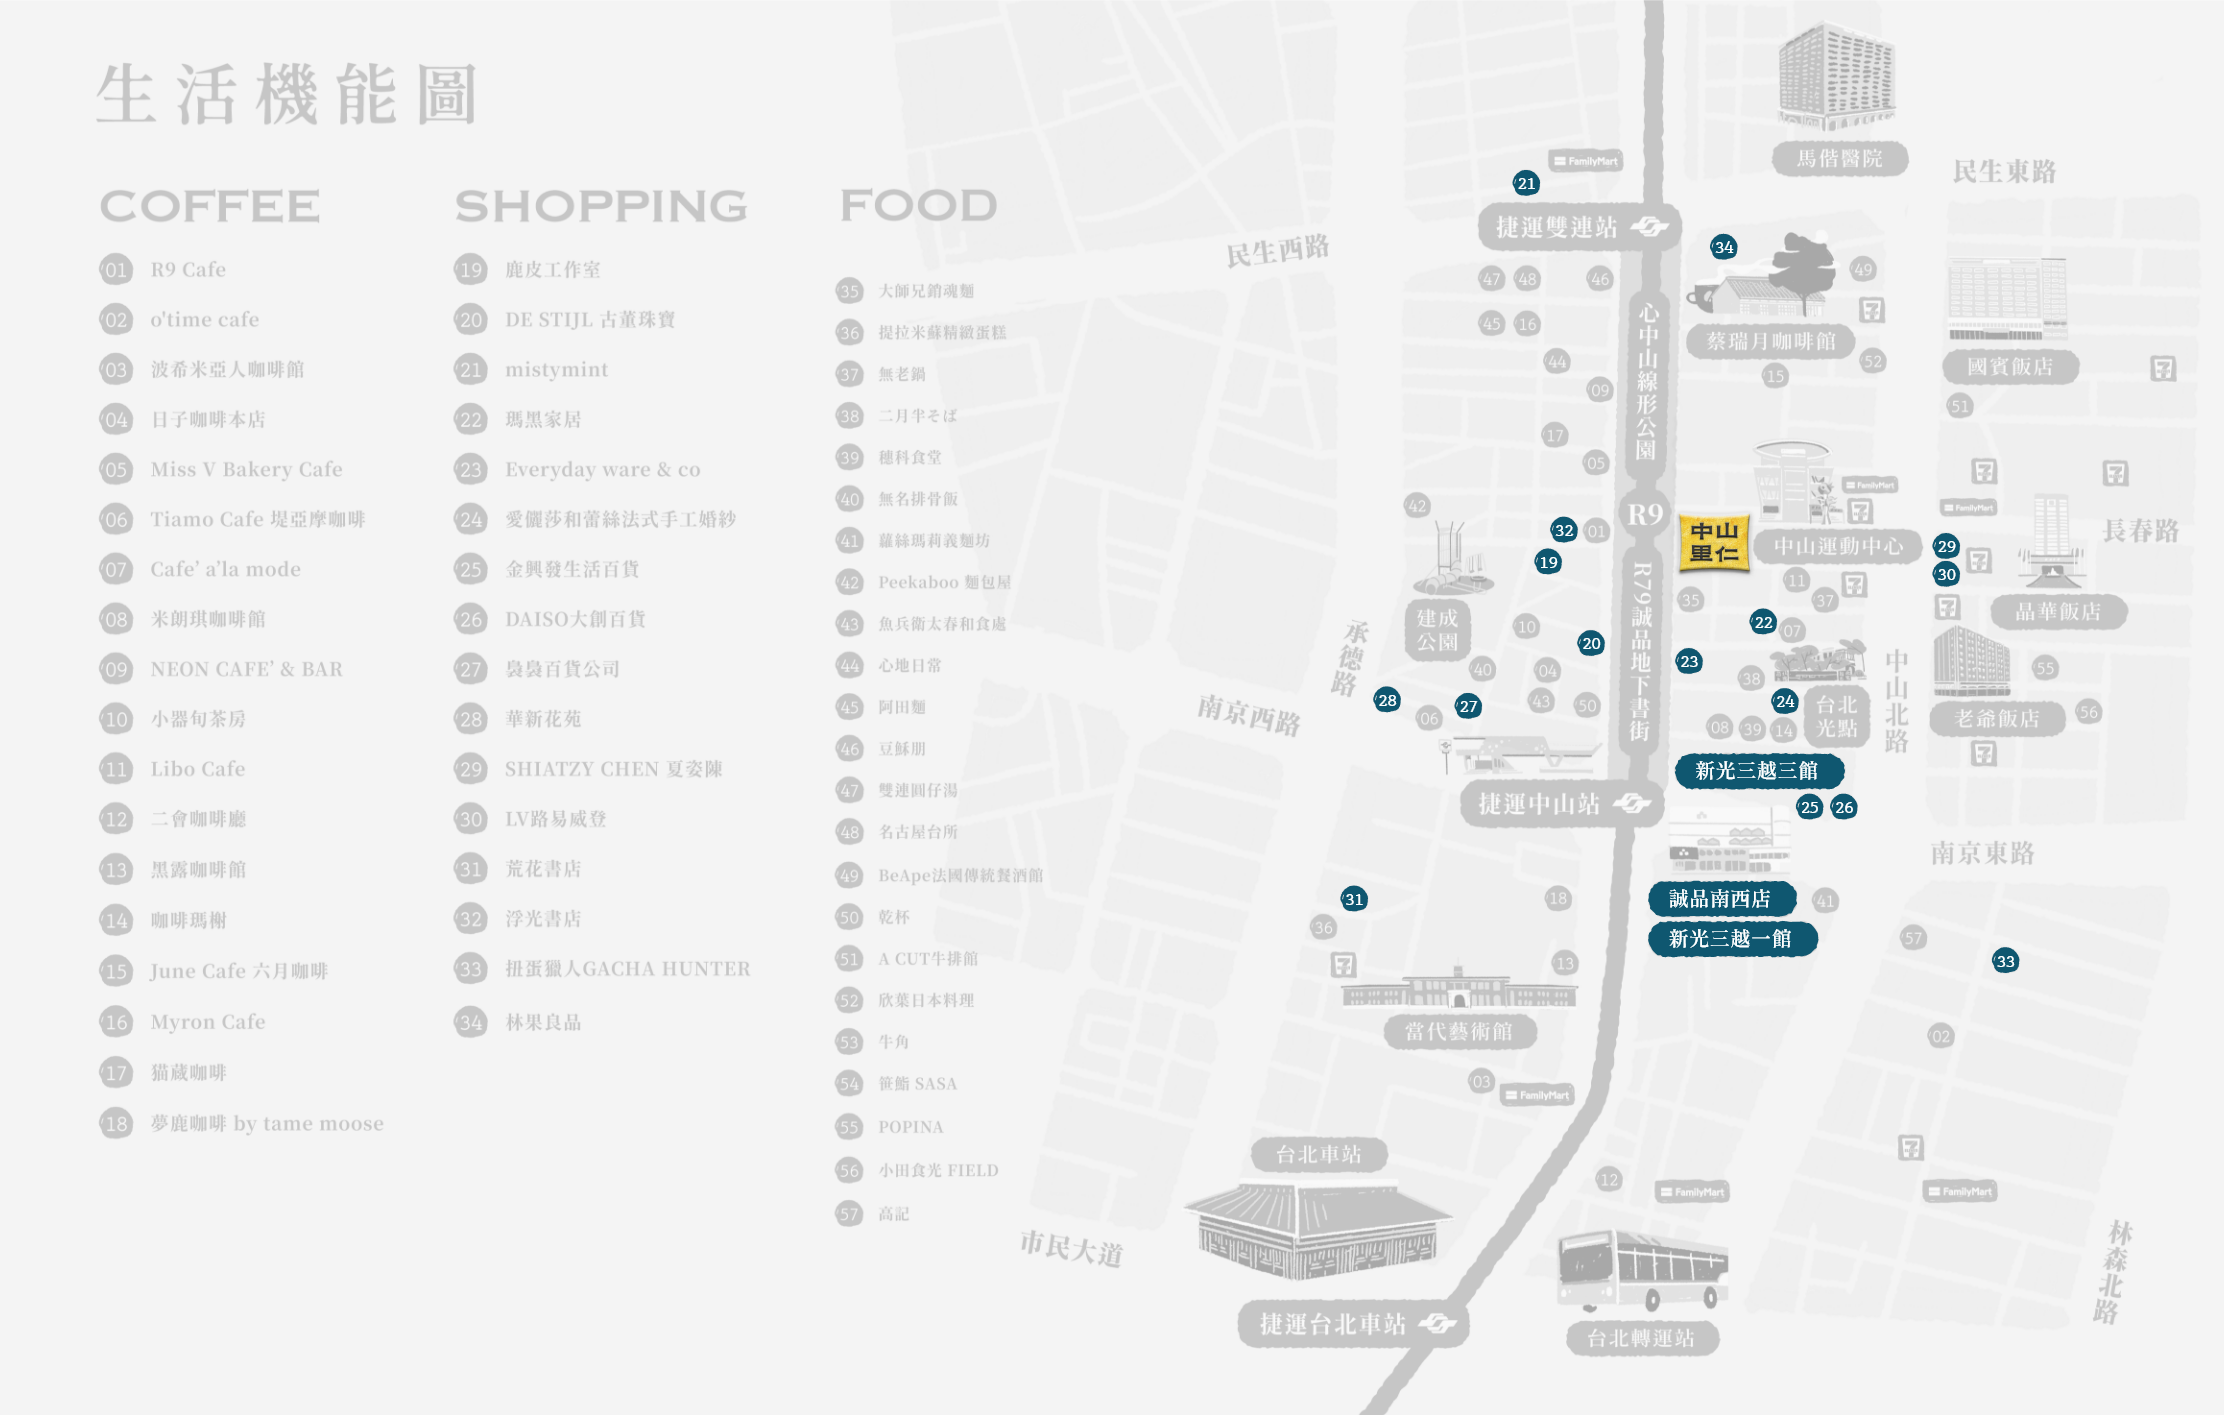 生活機能圖
COFFEE
01 R9 Cafe
02 o'time cafe
03 波希米亞人咖啡館
04 日子咖啡本店
05 Miss V Bakery Cafe
06 Tiamo Cafe 堤亞摩咖啡
07 Cafe’ a'la mode
08 米朗琪咖啡館
09 NEON CAFE’ & BAR
10 小器旬茶房
11 Libo Cafe
12 二會咖啡廳
13 黑露咖啡館
14 咖啡瑪榭
15 June Cafe 六月咖啡
16 Myron Cafe
17 猫蔵咖啡
18 夢鹿咖啡 by tame moose
SHOPPING
19 鹿皮工作室
20 DE STIJL 古董珠寶
21 mistymint
22 瑪黑家居
23 Everyday ware & co
24 愛儷莎和蕾絲法式手工婚紗
25 金興發生活百貨
26 DAISO大創百貨
27 裊裊百貨公司
28 華新花苑
29 SHIATZY CHEN 夏姿陳
30 LV路易威登
31 荒花書店
32 浮光書店
33 扭蛋獵人GACHA HUNTER
34 林果良品
FOOD
35 大師兄銷魂麵
36 提拉米蘇精緻蛋糕
37 無老鍋
38 二月半そば
39 穗科食堂
40 無名排骨飯
41 蘿絲瑪莉義麵坊
42 Peekaboo 麵包屋
43 魚兵衛太春和食處
44 心地日常
45 阿田麵
46 豆穌朋
47 雙連圓仔湯
48 名古屋台所
49 BeApe法國傳統餐酒館
50 乾杯
51 A CUT牛排館
52 欣葉日本料理
53 牛角
54 笹鮨 SASA
55 POPINA
56 小田食光 FIELD
57 高記
馬偕醫院
FamilyMart
民生東路
21
捷運雙連站
民生西路
34
49
47 48 46
45 16
心中山線形公園
蔡瑞月咖啡館
國賓飯店
44
52
15
09
51
17
05
42
FamilyMart
FamilyMart
R9
中山
里仁
中山運動中心
長春路
32 01
19
29
30
11
37
35
晶華飯店
建成
公園
R79誠品地下書街
承德路
10
20
22 07
23
40 04
38
中山北路
55
28 27
06
43 50
24
台北
光點
老爺飯店
56
南京西路
08 39 14
新光三越三館
捷運中山站
25 26
南京東路
31
36
18
誠品南西店
41
新光三越一館
57
33
13
當代藝術館
02
03
FamilyMart
台北車站
12
FamilyMart
FamilyMart
市民大道
林森北路
捷運台北車站
台北轉運站